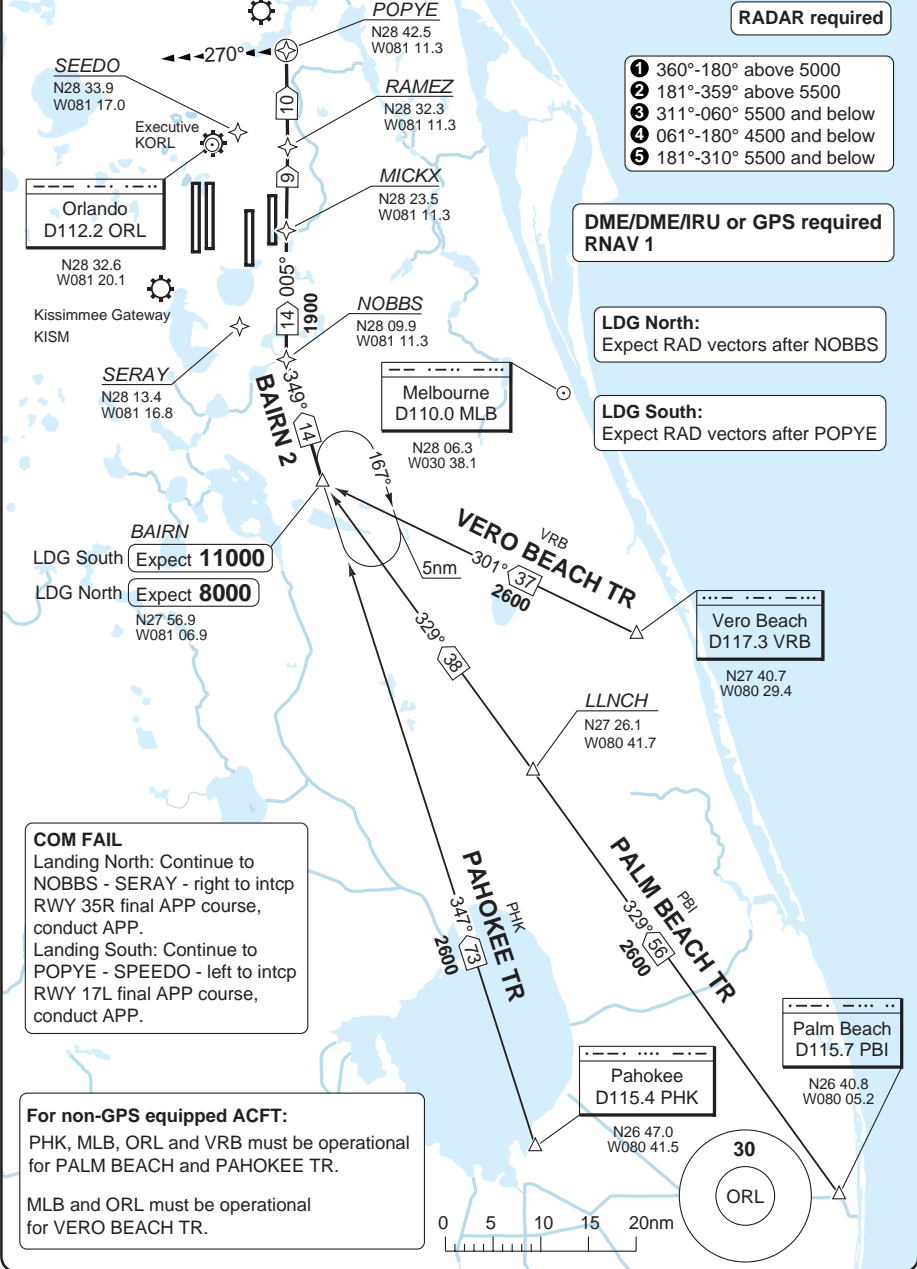 POPYE
N28 42.5
W081 11.3
270°
SEEDO
N28 33.9
W081 17.0
10
RAMEZ
N28 32.3
W081 11.3
Executive
KORL
9
MICKX
N28 23.5
W081 11.3
Orlando
D112.2 ORL
N28 32.6
W081 20.1
Kissimmee Gateway
KISM
005°
14
1900
NOBBS
N28 09.9
W081 11.3
SERAY
N28 13.4
W081 16.8
349°
14
BAIRN 2
Melbourne
D110.0 MLB
N28 06.3
W030 38.1
167°
5nm
RADAR required
1 360°-180° above 5000
2 181°-359° above 5500
3 311°-060° 5500 and below
4 061°-180° 4500 and below
5 181°-310° 5500 and below
DME/DME/IRU or GPS required
RNAV 1
LDG North:
Expect RAD vectors after NOBBS
LDG South:
Expect RAD vectors after POPYE
BAIRN
LDG South Expect 11000
LDG North Expect 8000
N27 56.9
W081 06.9
VRB
VERO BEACH TR
301°
37
2600
Vero Beach
D117.3 VRB
N27 40.7
W080 29.4
329°
38
LLNCH
N27 26.1
W080 41.7
PBI
PALM BEACH TR
329°
56
2600
PHK
PAHOKEE TR
347°
73
2600
Palm Beach
D115.7 PBI
N26 40.8
W080 05.2
Pahokee
D115.4 PHK
N26 47.0
W080 41.5
COM FAIL
Landing North: Continue to
NOBBS - SERAY - right to intcp
RWY 35R final APP course,
conduct APP.
Landing South: Continue to
POPYE - SPEEDO - left to intcp
RWY 17L final APP course,
conduct APP.
For non-GPS equipped ACFT:
PHK, MLB, ORL and VRB must be operational
for PALM BEACH and PAHOKEE TR.
MLB and ORL must be operational
for VERO BEACH TR.
0 5 10 15 20nm
30
ORL